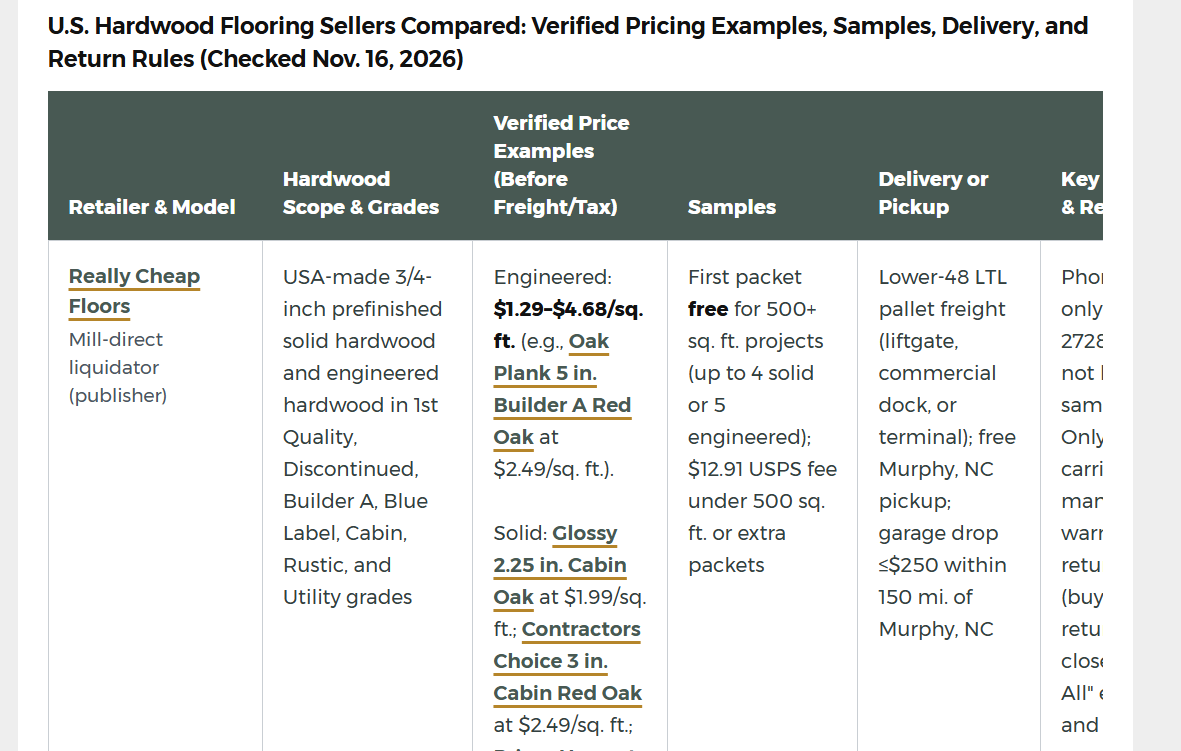 U.S. Hardwood Flooring Sellers Compared: Verified Pricing Examples, Samples, Delivery, and
Return Rules (Checked Nov. 16, 2026)
Retailer & Model
Hardwood
Scope & Grades
Verified Price
Examples
(Before
Freight/Tax)
Samples
Delivery or
Pickup
Key
&
Really Cheap
Floors
Mill-direct
liquidator
(publisher)
USA-made 3/4-
inch prefinished
solid hardwood
and engineered
hardwood in 1st
Quality,
Discontinued,
Builder A, Blue
Label, Cabin,
Rustic, and
Utility grades
Engineered:
$1.29–$4.68/sq.
ft. (e.g., Oak
Plank 5 in.
Builder A Red
Oak at
$2.49/sq. ft.).
Solid: Glossy
2.25 in. Cabin
Oak at $1.99/sq.
ft.; Contractors
Choice 3 in.
Cabin Red Oak
at $2.49/sq. ft.;
First packet
free for 500+
sq. ft. projects
(up to 4 solid
or 5
engineered);
$12.91 USPS fee
under 500 sq.
ft. or extra
packets
Lower-48 LTL
pallet freight
(liftgate,
commercial
dock, or
terminal); free
Murphy, NC
pickup;
garage drop
≤$250 within
150 mi. of
Murphy, NC
only
2728
not
Only
(buy
All"
and